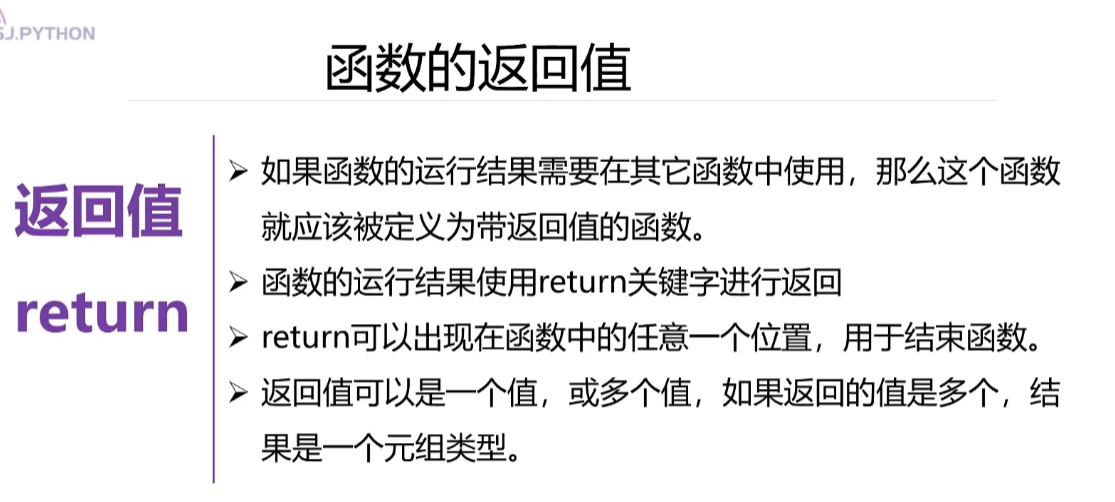 SJ.PYTHON
函数的返回值
返回值
return
➢ 如果函数的运行结果需要在其它函数中使用，那么这个函数
就应该被定义为带返回值的函数。
➢ 函数的运行结果使用return关键字进行返回
➢ return可以出现在函数中的任意一个位置，用于结束函数。
➢ 返回值可以是一个值，或多个值，如果返回的值是多个，结
果是一个元组类型。